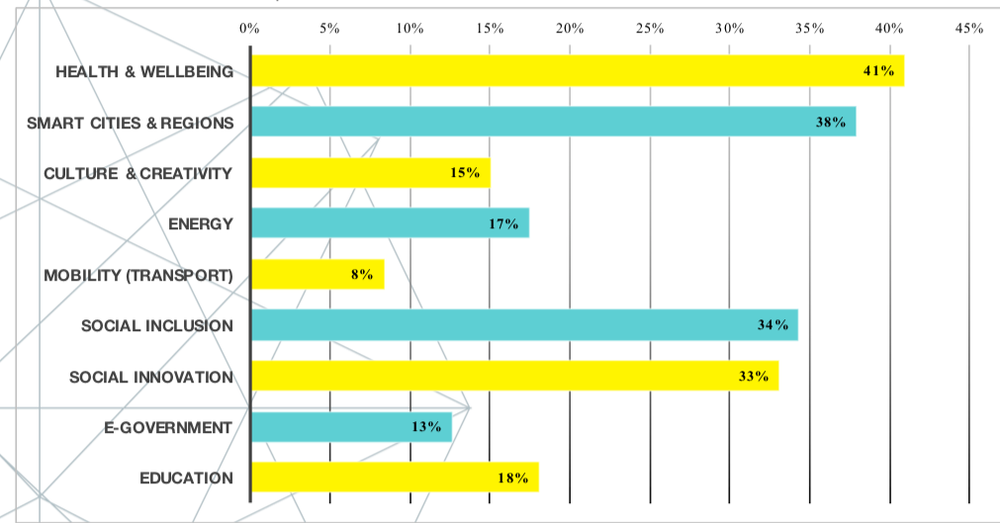 0% 5% 10% 15% 20% 25% 30% 35% 40% 45%
HEALTH & WELLBEING 41%
SMART CITIES & REGIONS 38%
CULTURE & CREATIVITY 15%
ENERGY 17%
MOBILITY (TRANSPORT) 8%
SOCIAL INCLUSION 34%
SOCIAL INNOVATION 33%
E-GOVERNMENT 13%
EDUCATION 18%